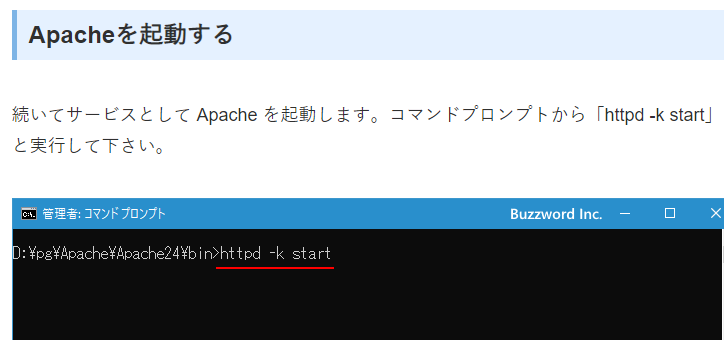 Apacheを起動する
続いてサービスとして Apache を起動します。コマンドプロンプトから「httpd -k start」
と実行して下さい。
管理者: コマンド プロンプト Buzzword Inc.
D:¥pg¥Apache¥Apache24¥bin>httpd -k start